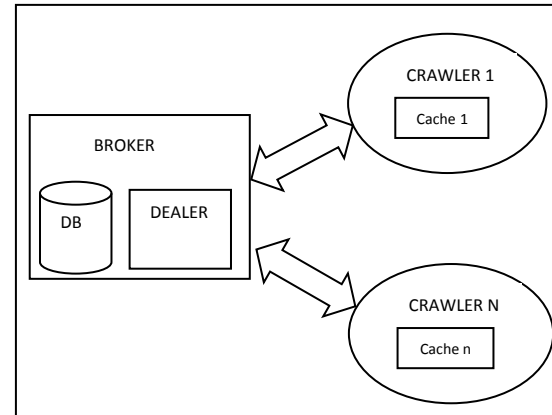 BROKER
DB
DEALER
CRAWLER 1
Cache 1
CRAWLER N
Cache n